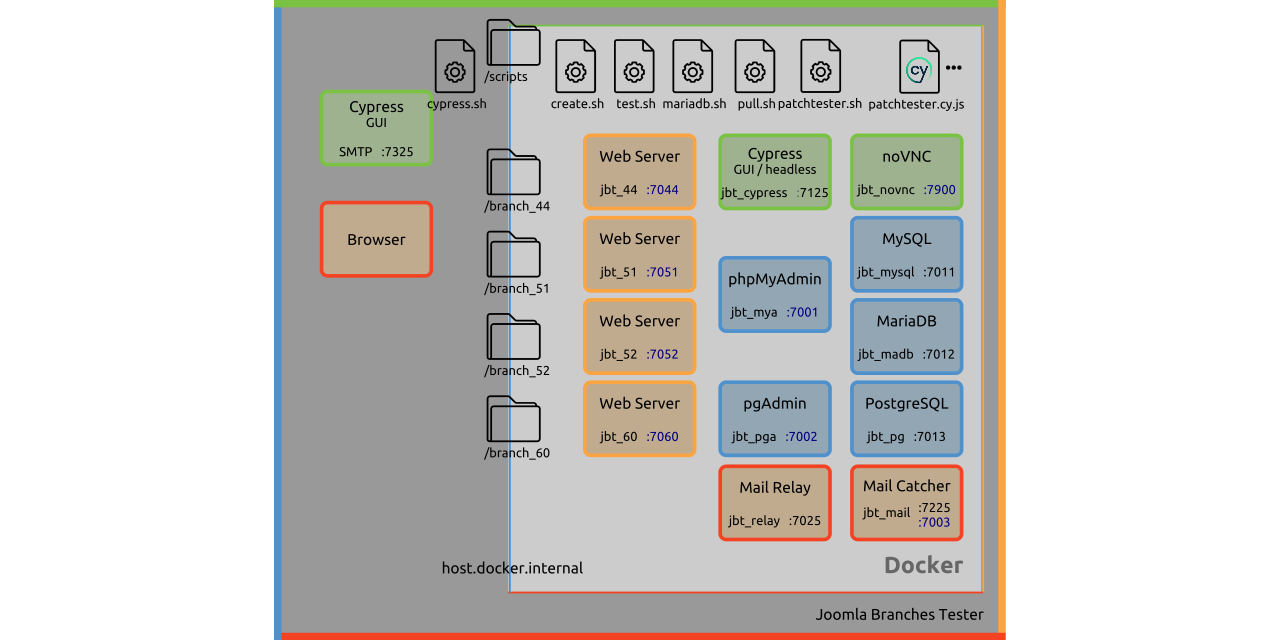 /scripts
cypress.sh
create.sh
test.sh
mariadb.sh
pull.sh
patchtester.sh
cy
...
patchtester.cy.js
Cypress
GUI
SMTP :7325
Browser
/branch_44
/branch_51
/branch_52
/branch_60
Web Server
jbt_44 :7044
Web Server
jbt_51 :7051
Web Server
jbt_52 :7052
Web Server
jbt_60 :7060
Cypress
GUI / headless
jbt_cypress :7125
phpMyAdmin
jbt_mya :7001
pgAdmin
jbt_pga :7002
Mail Relay
jbt_relay :7025
noVNC
jbt_novnc :7900
MySQL
jbt_mysql :7011
MariaDB
jbt_madb :7012
PostgreSQL
jbt_pg :7013
Mail Catcher
jbt_mail :7225
:7003
host.docker.internal
Docker
Joomla Branches Tester